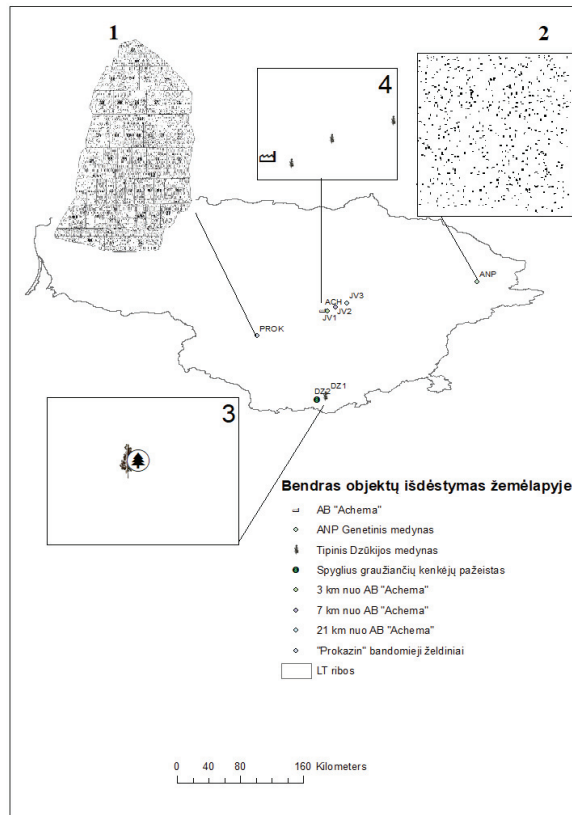 1
2
4
ANP
JV3
ACH
JV2
JV1
PROK
DZ1
DZ2
3
Bendras objektų išdėstymas žemėlapyje
AB "Achema"
ANP Genetinis medynas
Tipinis Dzūkijos medynas
Spyglius graužiančių kenkėjų pažeistas
3 km nuo AB "Achema"
7 km nuo AB "Achema"
21 km nuo AB "Achema"
"Prokazin" bandomieji želdiniai
LT ribos
0 40 80 160 Kilometers